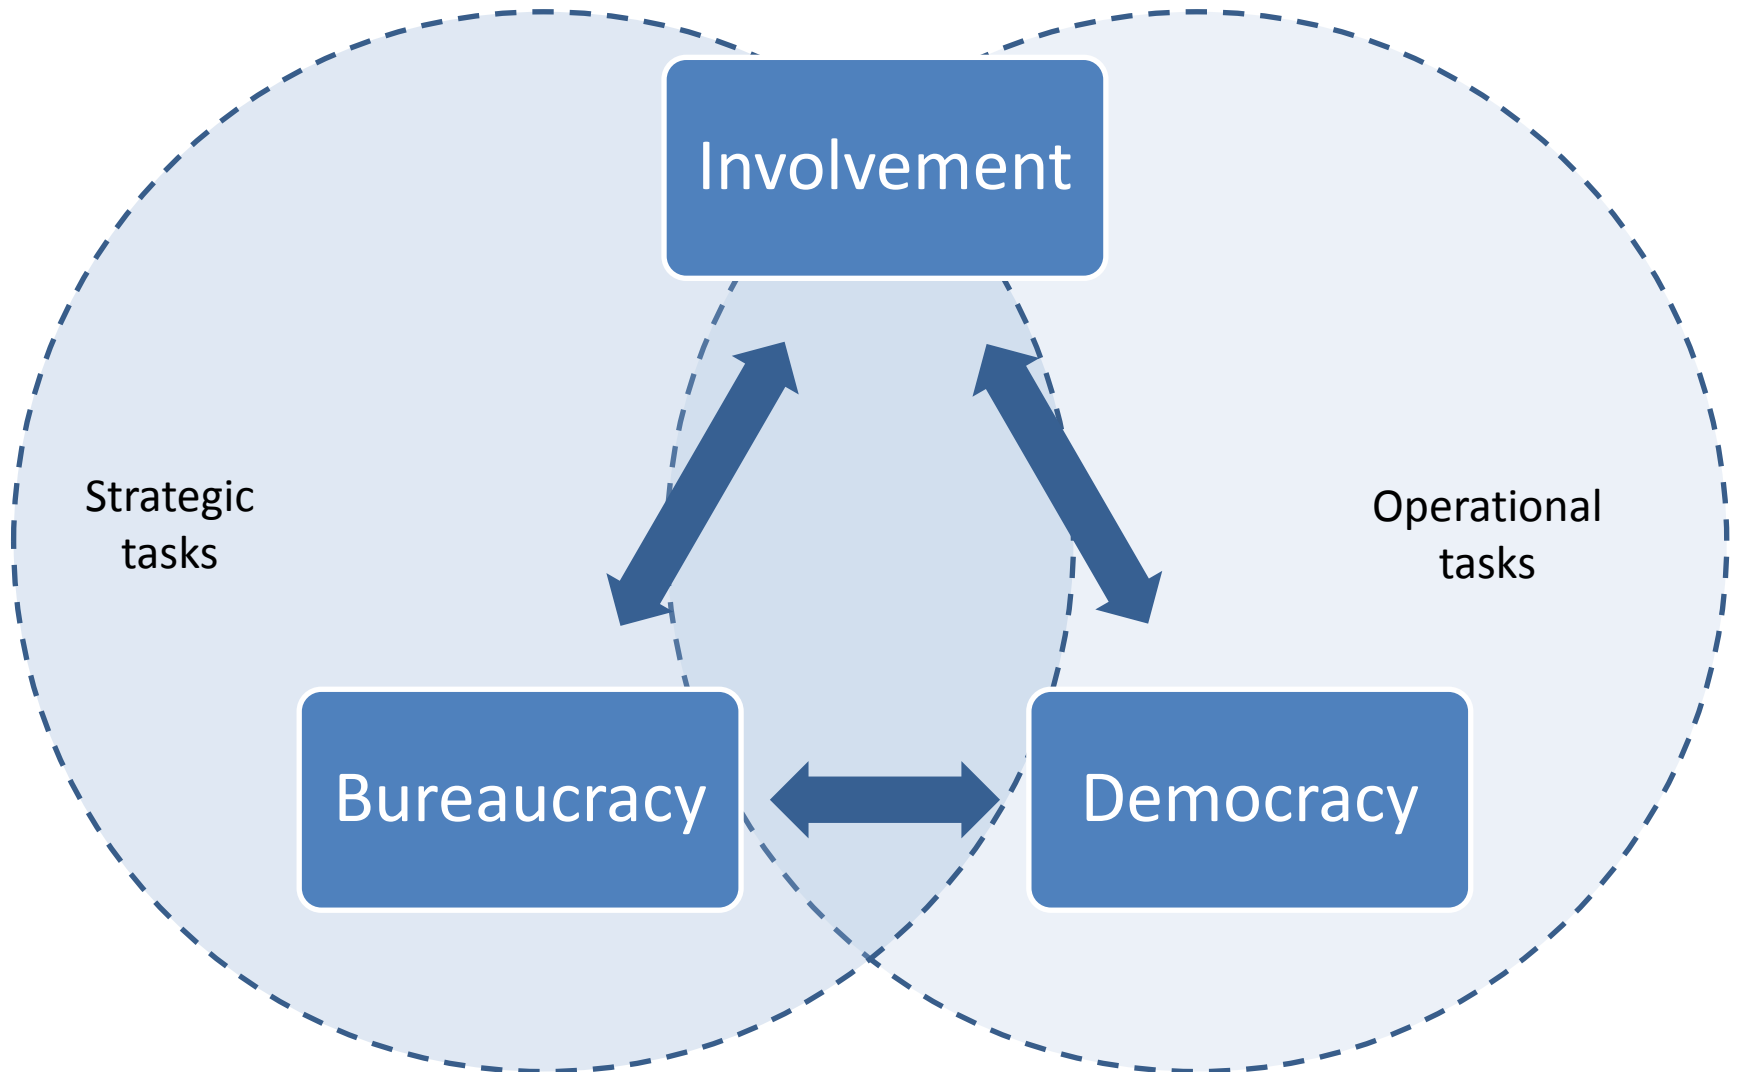 Involvement
Strategic
tasks
Operational
tasks
Bureaucracy
Democracy